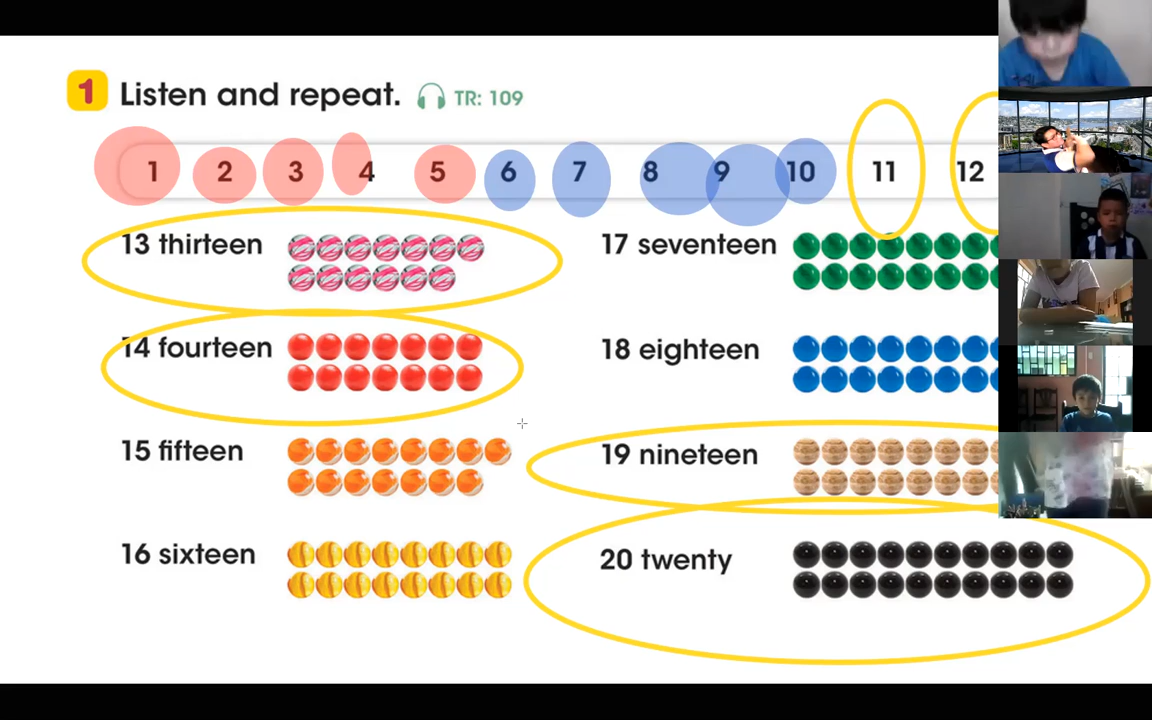 1 Listen and repeat. TR: 109
1 2 3 4 5 6 7 8 9 10 11 12
13 thirteen
17 seventeen
14 fourteen
18 eighteen
15 fifteen
19 nineteen
16 sixteen
20 twenty